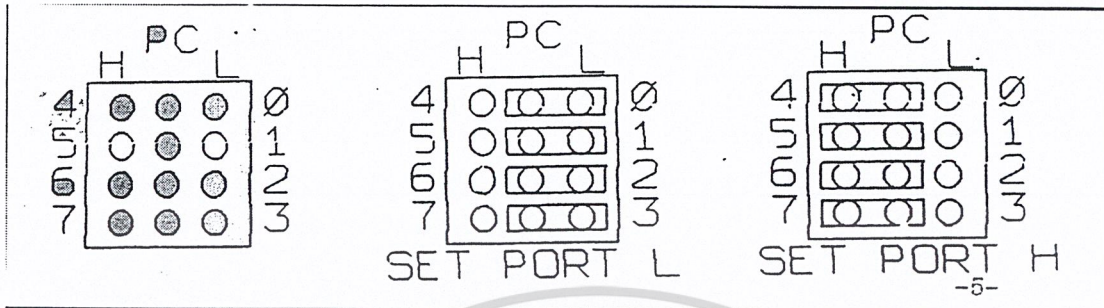 PC PC PC
H L H L H L
4 Ø 4 Ø 4 Ø
5 1 5 1 5 1
6 2 6 2 6 2
7 3 7 3 7 3
SET PORT L SET PORT H
-5-